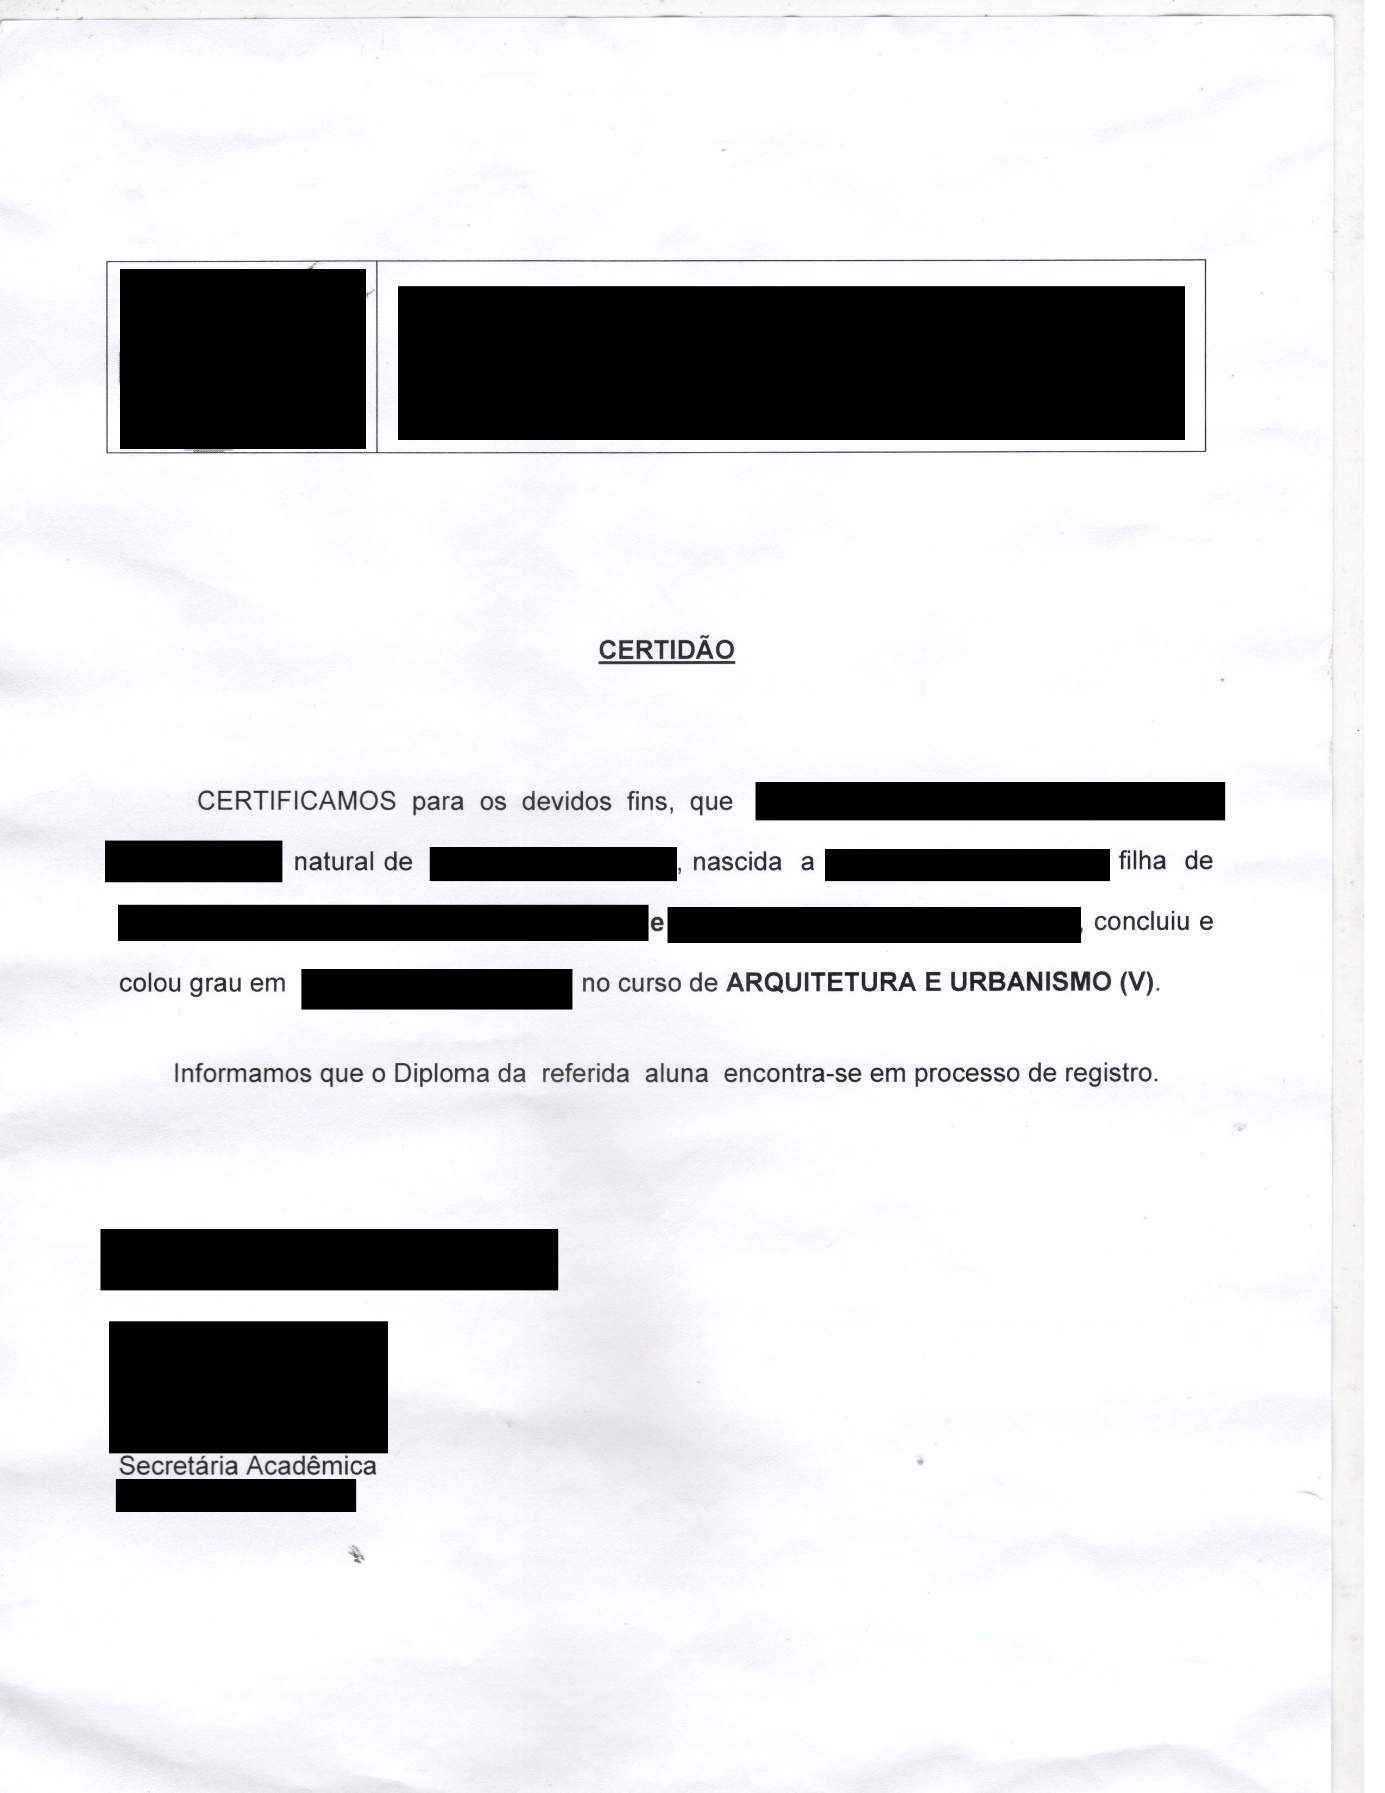 CERTIDÃO
CERTIFICAMOS para os devidos fins, que
natural de , nascida a filha de
e , concluiu e
colou grau em no curso de ARQUITETURA E URBANISMO (V).
Informamos que o Diploma da referida aluna encontra-se em processo de registro.
Secretária Acadêmica